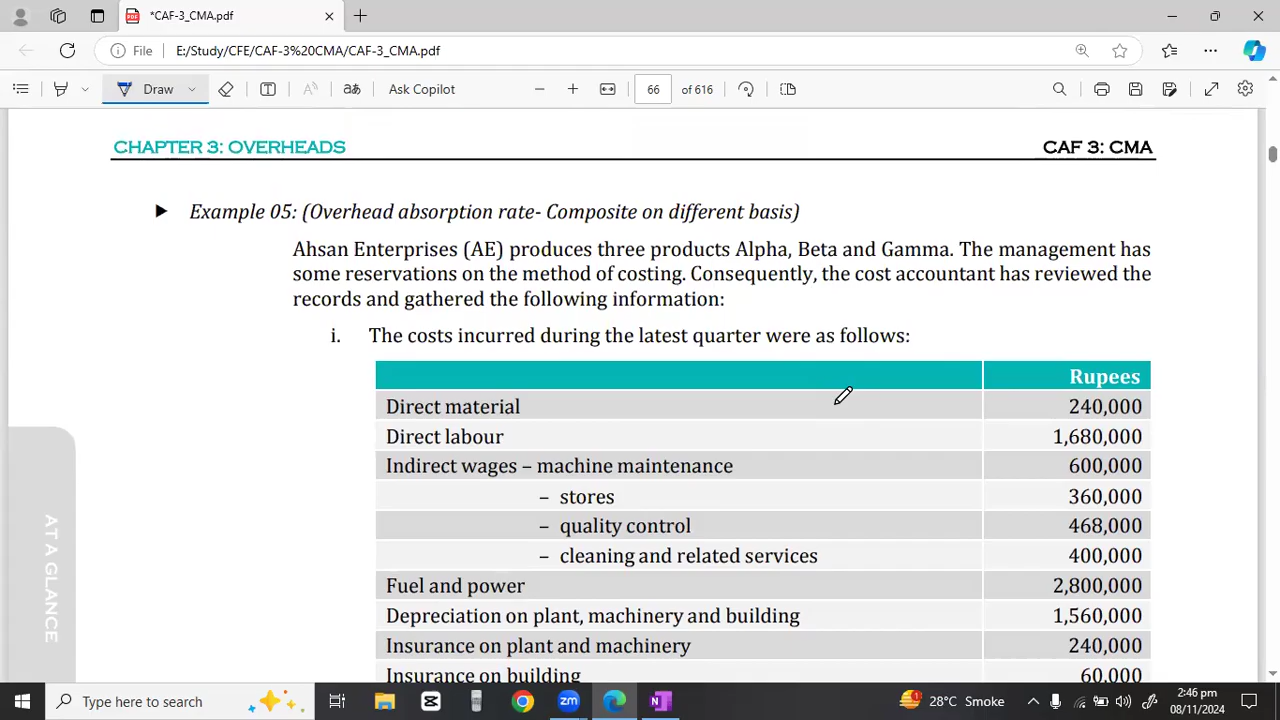 *CAF-3_CMA.pdf
File
E:/Study/CFE/CAF-3%20CMA/CAF-3_CMA.pdf
Draw
Ask Copilot
66
of 616
CHAPTER 3: OVERHEADS
CAF 3: CMA
Example 05: (Overhead absorption rate- Composite on different basis)
Ahsan Enterprises (AE) produces three products Alpha, Beta and Gamma. The management has
some reservations on the method of costing. Consequently, the cost accountant has reviewed the
records and gathered the following information:
i. The costs incurred during the latest quarter were as follows:
Rupees
Direct material 240,000
Direct labour 1,680,000
Indirect wages – machine maintenance 600,000
– stores 360,000
– quality control 468,000
– cleaning and related services 400,000
Fuel and power 2,800,000
Depreciation on plant, machinery and building 1,560,000
Insurance on plant and machinery 240,000
Insurance on building 60,000
AT A GLANCE
Type here to search
28°C Smoke
2:46 pm
08/11/2024